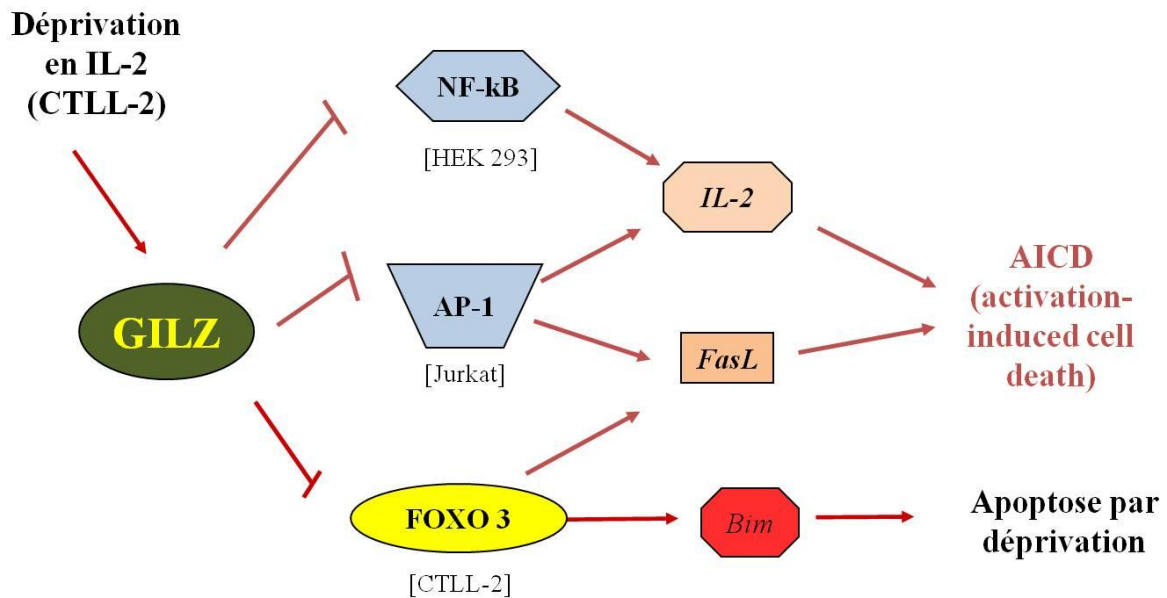 Déprivation
en IL-2
(CTLL-2)
NF-kB
[HEK 293]
IL-2
GILZ
AP-1
[Jurkat]
FasL
AICD
(activation-
induced cell
death)
FOXO 3
[CTLL-2]
Bim
Apoptose par
déprivation